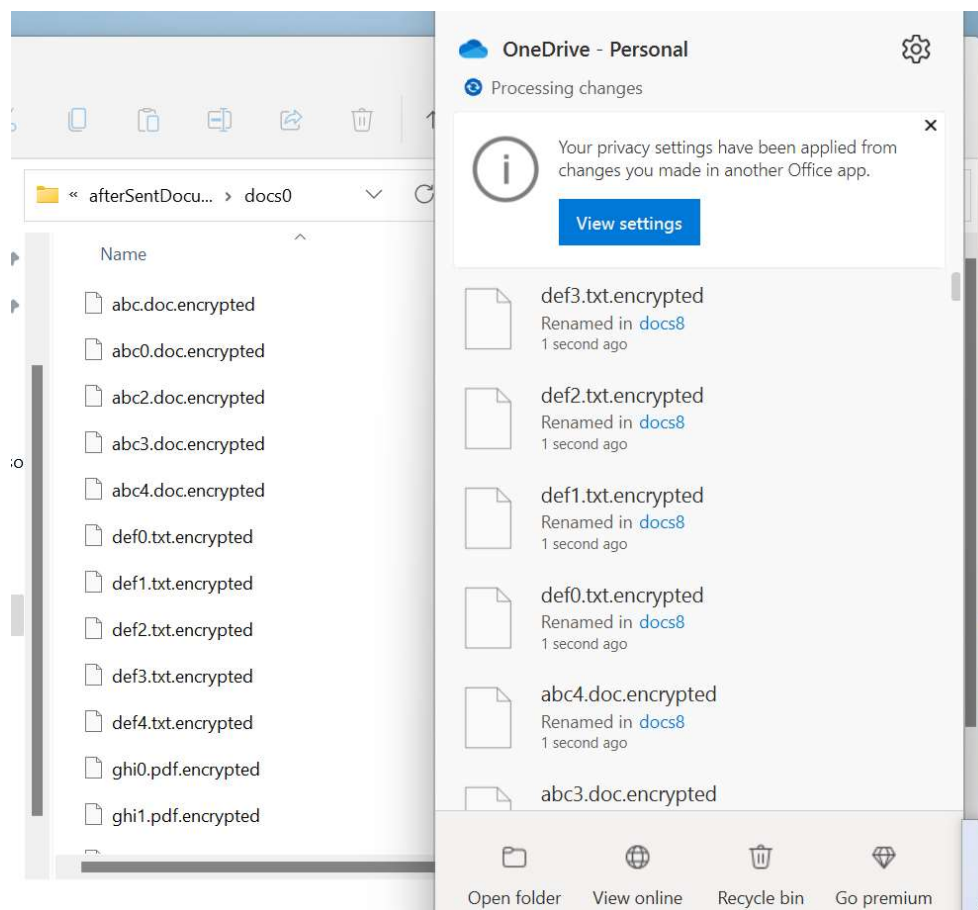 « afterSentDocu... › docs0
Name
abc.doc.encrypted
abc0.doc.encrypted
abc2.doc.encrypted
abc3.doc.encrypted
abc4.doc.encrypted
def0.txt.encrypted
def1.txt.encrypted
def2.txt.encrypted
def3.txt.encrypted
def4.txt.encrypted
ghi0.pdf.encrypted
ghi1.pdf.encrypted
OneDrive - Personal
Processing changes
Your privacy settings have been applied from
changes you made in another Office app.
View settings
def3.txt.encrypted
Renamed in docs8
1 second ago
def2.txt.encrypted
Renamed in docs8
1 second ago
def1.txt.encrypted
Renamed in docs8
1 second ago
def0.txt.encrypted
Renamed in docs8
1 second ago
abc4.doc.encrypted
Renamed in docs8
1 second ago
abc3.doc.encrypted
Open folder
View online
Recycle bin
Go premium